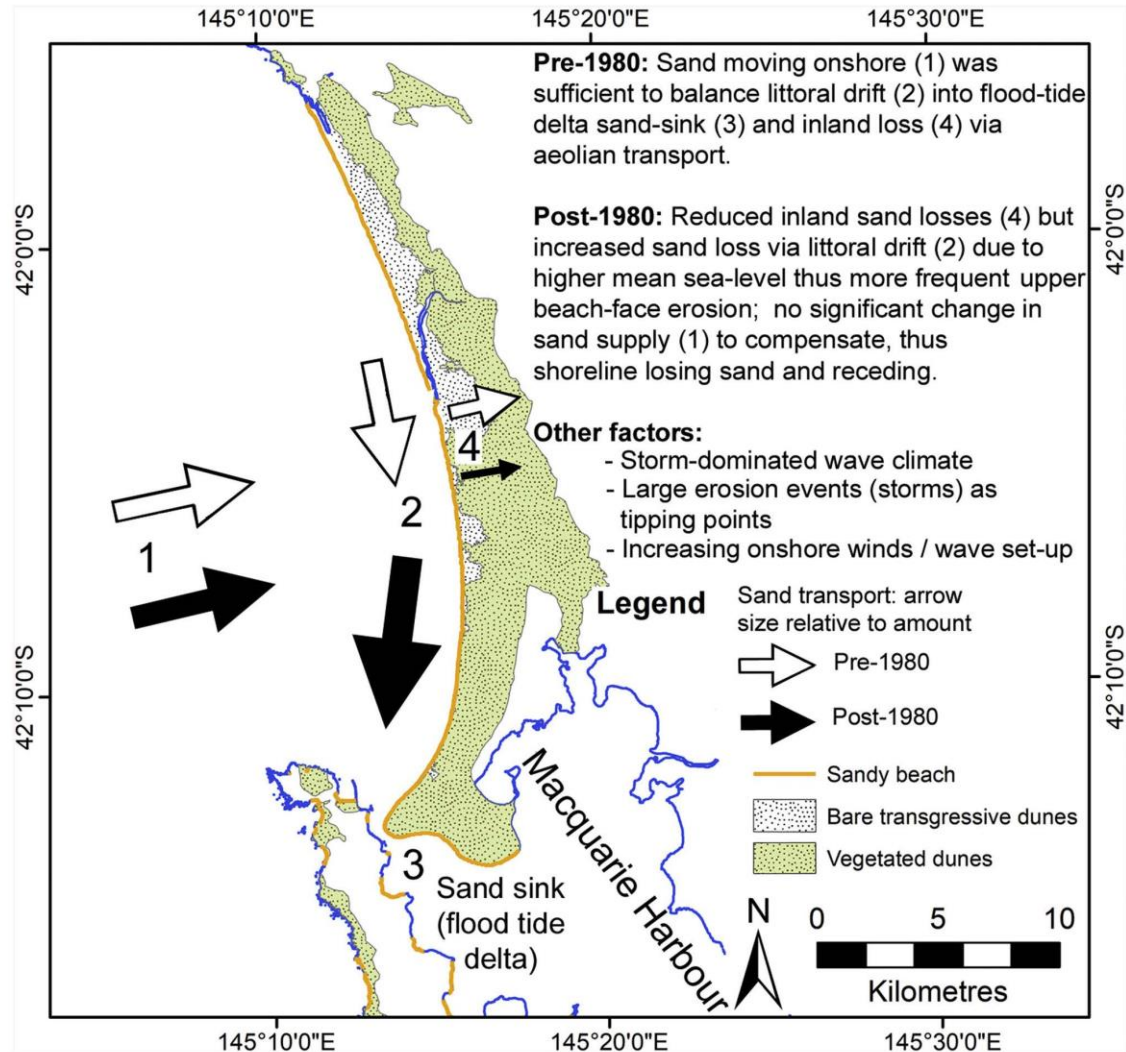 145°10'0"E
145°20'0"E
145°30'0"E
Pre-1980: Sand moving onshore (1) was
sufficient to balance littoral drift (2) into flood-tide
delta sand-sink (3) and inland loss (4) via
aeolian transport.
42°0'0"S
42°0'0"S
Post-1980: Reduced inland sand losses (4) but
increased sand loss via littoral drift (2) due to
higher mean sea-level thus more frequent upper
beach-face erosion; no significant change in
sand supply (1) to compensate, thus
shoreline losing sand and receding.
Other factors:
- Storm-dominated wave climate
- Large erosion events (storms) as
tipping points
- Increasing onshore winds / wave set-up
4
2
1
Legend
Sand transport: arrow
size relative to amount
Pre-1980
Post-1980
Sandy beach
Bare transgressive dunes
Vegetated dunes
42°10'0"S
42°10'0"S
Macquarie Harbour
3
Sand sink
(flood tide
delta)
N
0
5
10
Kilometres
145°10'0"E
145°20'0"E
145°30'0"E